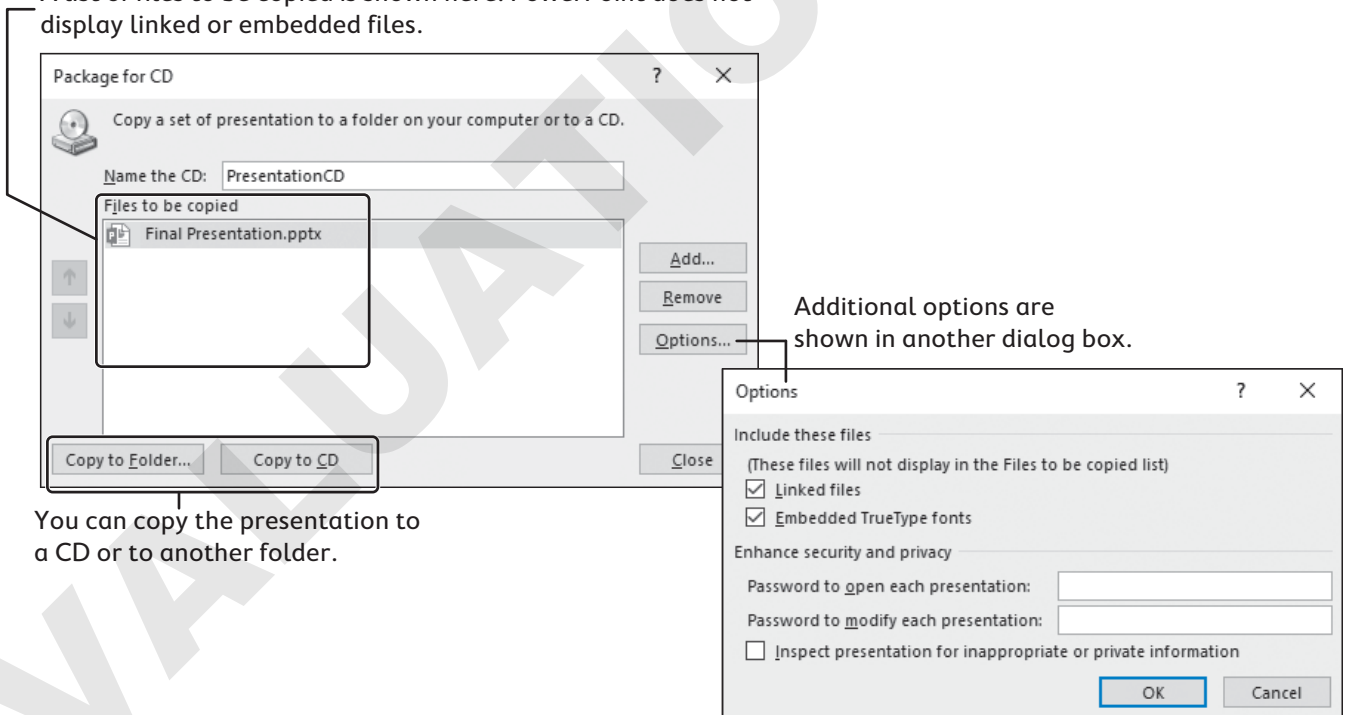 display linked or embedded files.
Package for CD ? ×
Copy a set of presentation to a folder on your computer or to a CD.
Name the CD: PresentationCD
Files to be copied
Final Presentation.pptx
Add...
Remove
Options...
Copy to Folder... Copy to CD Close
Additional options are
shown in another dialog box.
You can copy the presentation to
a CD or to another folder.
Options ? ×
Include these files
(These files will not display in the Files to be copied list)
Linked files
Embedded TrueType fonts
Enhance security and privacy
Password to open each presentation:
Password to modify each presentation:
Inspect presentation for inappropriate or private information
OK Cancel
VALUATIO